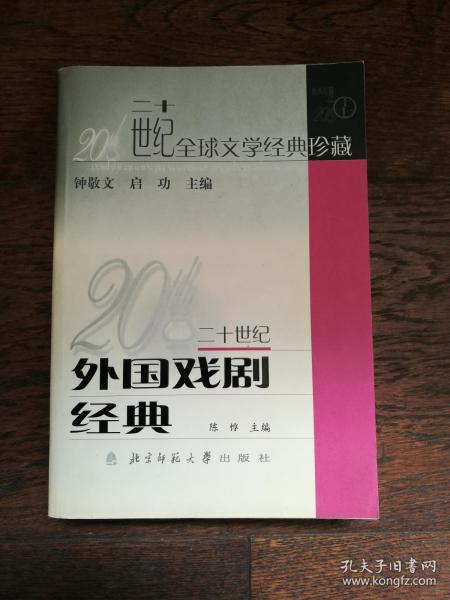 二十
世纪全球文学经典珍藏
钟敬文 启功 主编
20th
二十世纪
外国戏剧
经典
陈惇 主编
北京师范大学出版社
孔夫子旧书网
www.kongfz.com